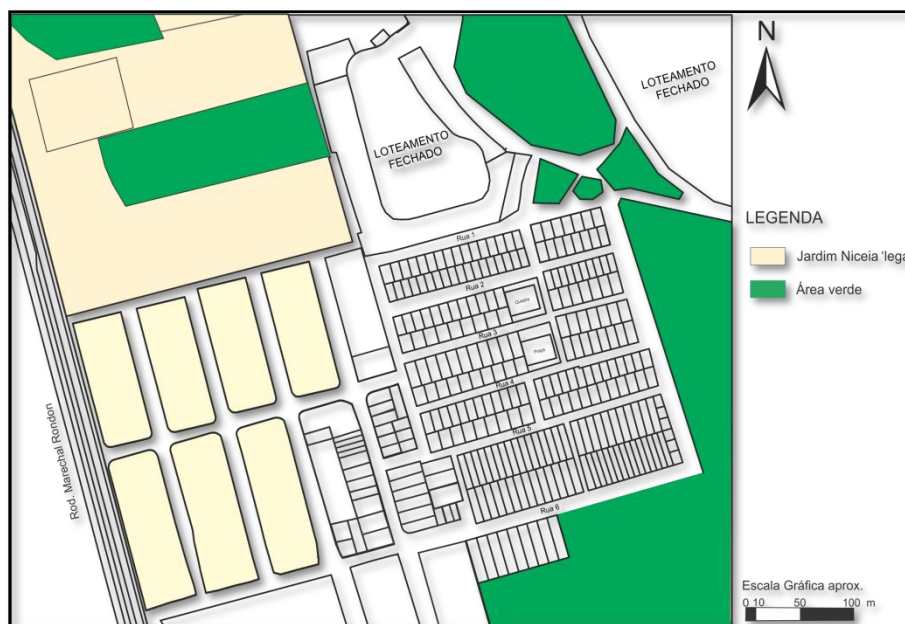 N
LOTEAMENTO
FECHADO
LOTEAMENTO
FECHADO
LEGENDA
Jardim Niceia 'lega
Área verde
Rua 1
Rua 2
Quadra
Rua 3
Praça
Rua 4
Rua 5
Rua 6
Rod. Marechal Rondon
Escala Gráfica aprox.
0 10 50 100 m